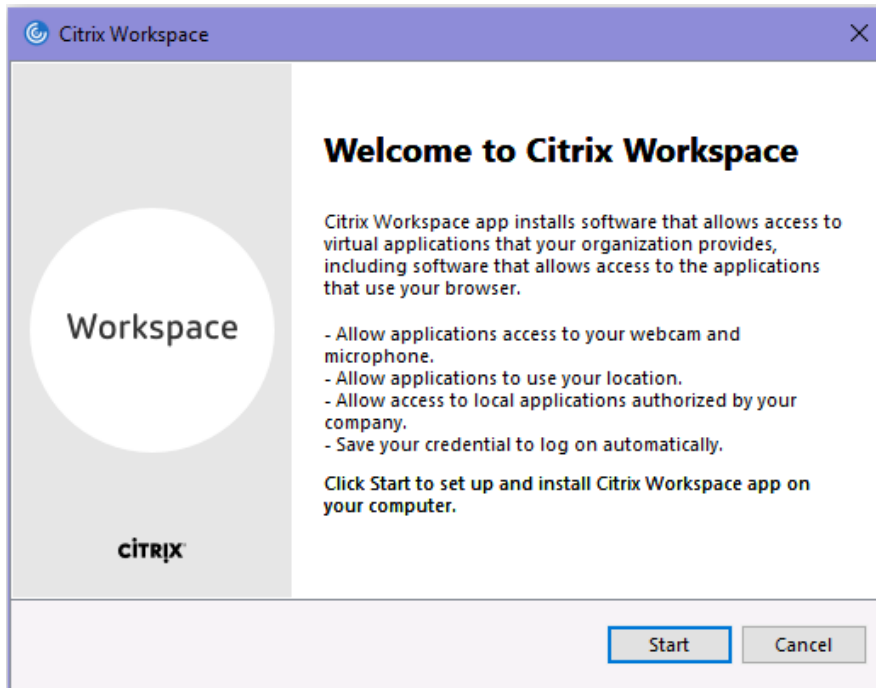 Citrix Workspace
Welcome to Citrix Workspace
Citrix Workspace app installs software that allows access to
virtual applications that your organization provides,
including software that allows access to the applications
that use your browser.
- Allow applications access to your webcam and
microphone.
- Allow applications to use your location.
- Allow access to local applications authorized by your
company.
- Save your credential to log on automatically.
Click Start to set up and install Citrix Workspace app on
your computer.
Workspace
CITRIX
Start
Cancel